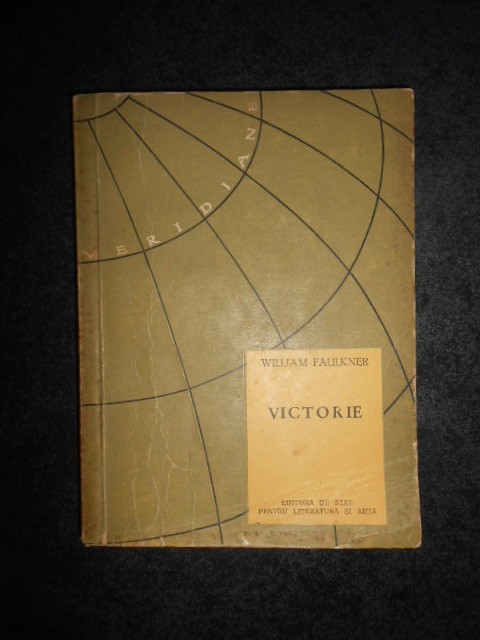 MERIDIANE
WILLIAM FAULKNER
VICTORIE
EDITURA DE STAT
PENTRU LITERATURĂ ȘI ARTĂ